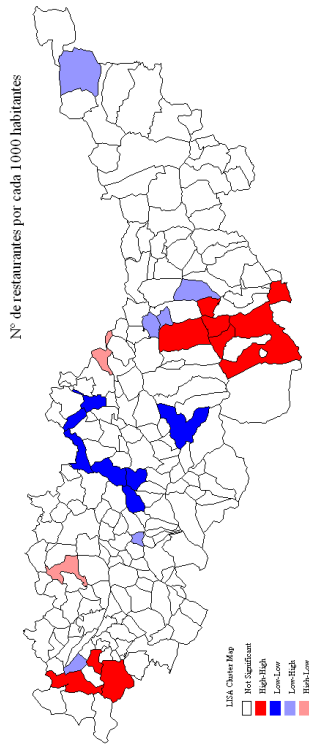 Nº de restaurantes por cada 1000 habitantes
LISA Cluster Map
Not Significant
High-High
Low-Low
Low-High
High-Low